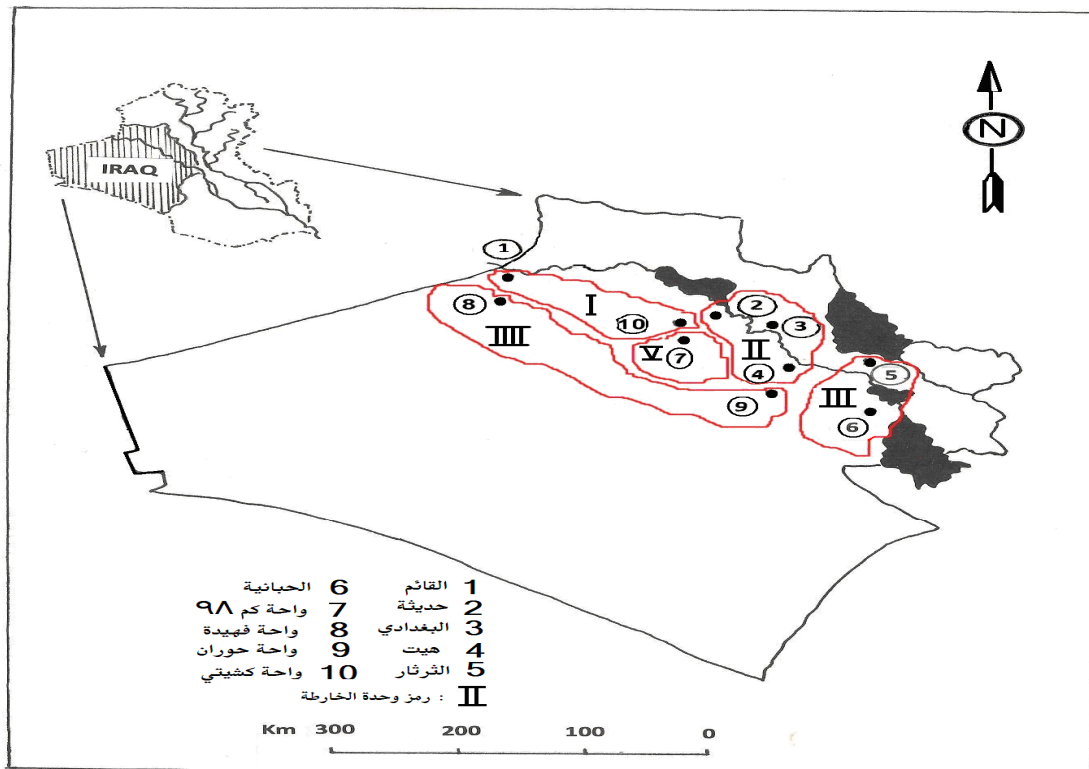 IRAQ
N
1
8
I
10
2
3
IIII
V
7
II
4
5
III
9
6
1 القائم 6 الحبانية
2 حديثة 7 واحة كم ٩٨
3 البغدادي 8 واحة فهيدة
4 هيت 9 واحة حوران
5 الثرثار 10 واحة كشيتي
II : رمز وحدة الخارطة
Km 300 200 100 0